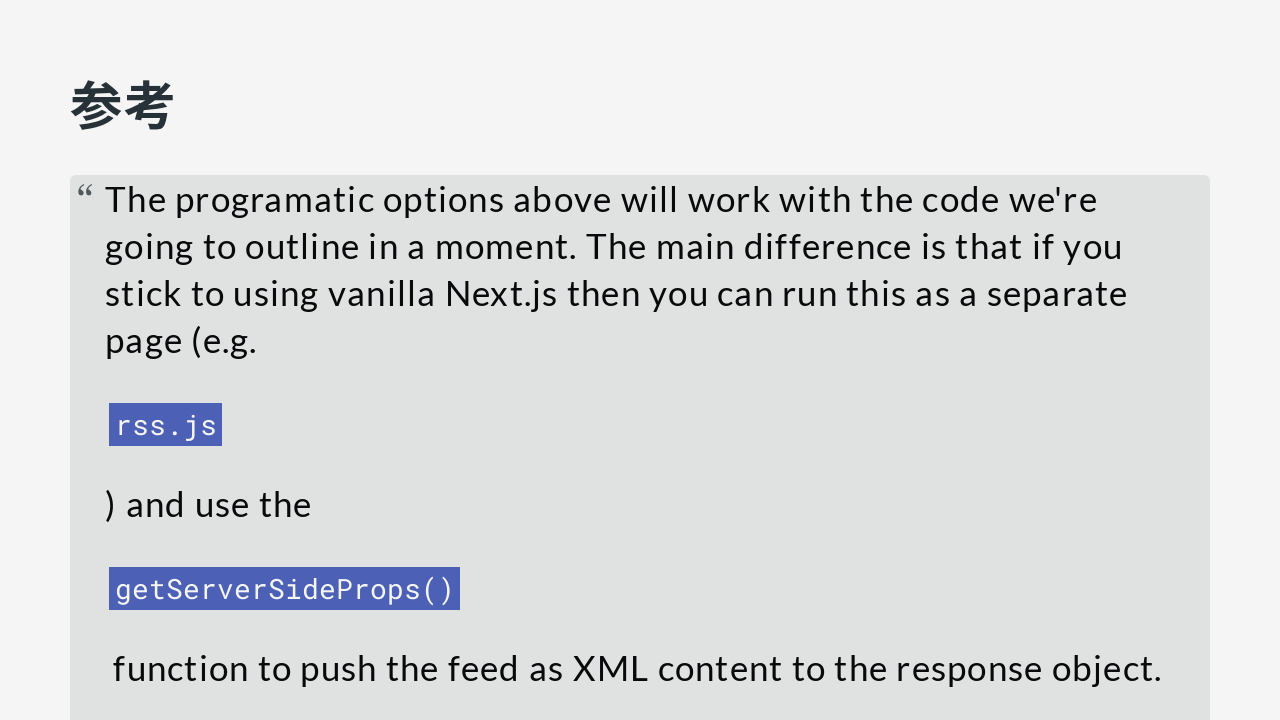 参考
“ The programatic options above will work with the code we're
going to outline in a moment. The main difference is that if you
stick to using vanilla Next.js then you can run this as a separate
page (e.g.
rss.js
) and use the
getServerSideProps()
function to push the feed as XML content to the response object.